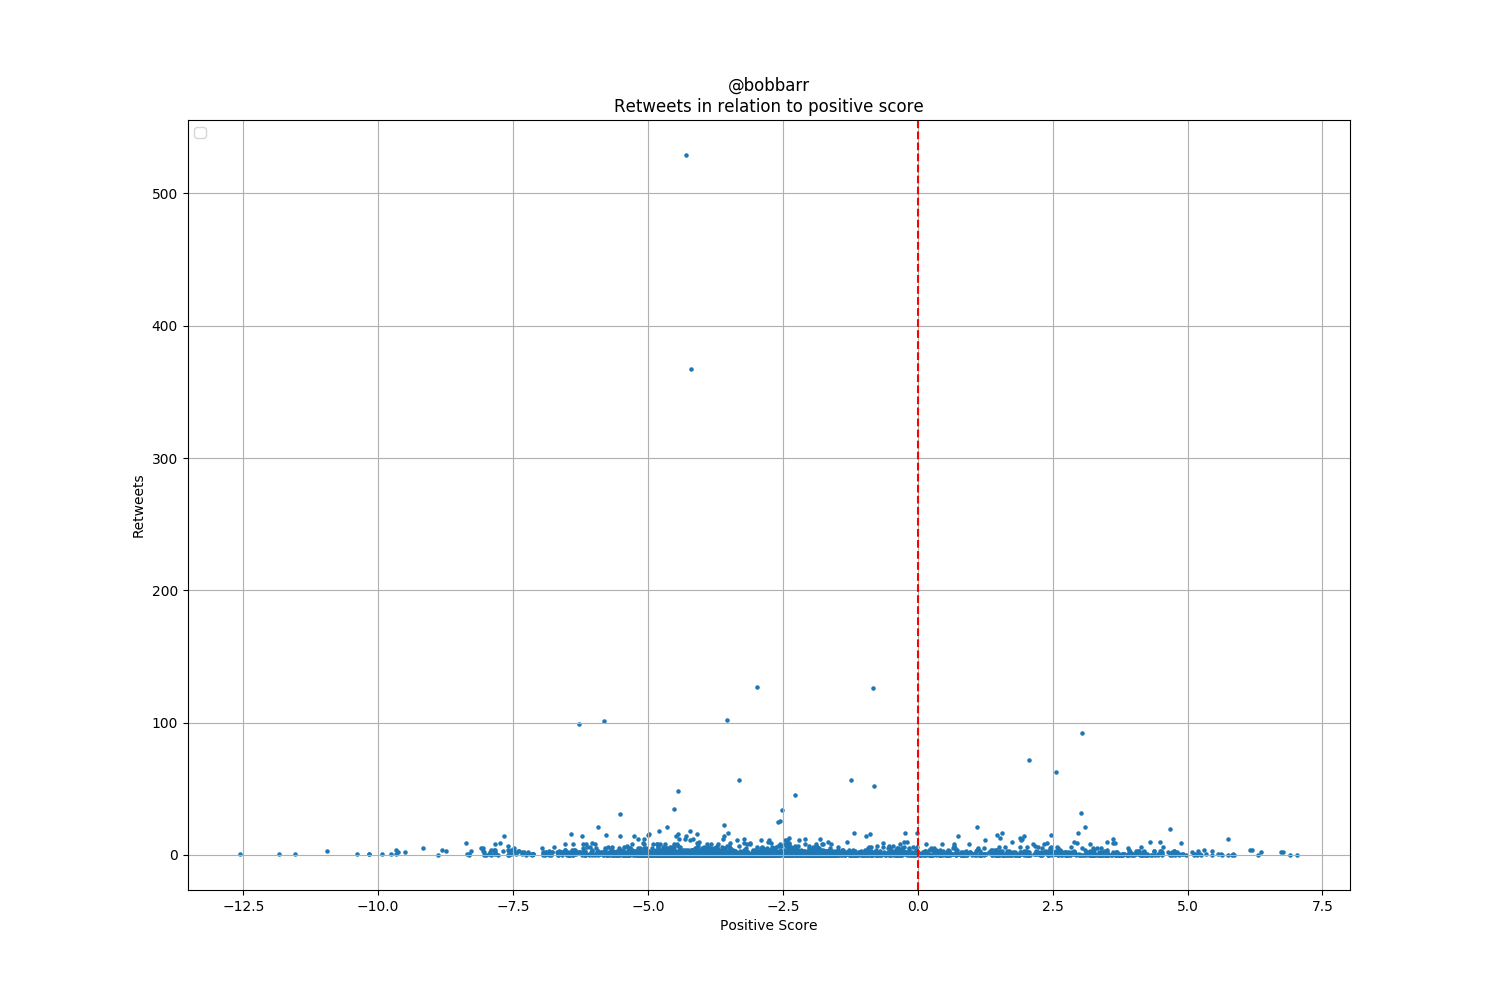 @bobbarr
Retweets in relation to positive score
500
400
300
200
100
0
Retweets
−12.5 −10.0 −7.5 −5.0 −2.5 0.0 2.5 5.0 7.5
Positive Score